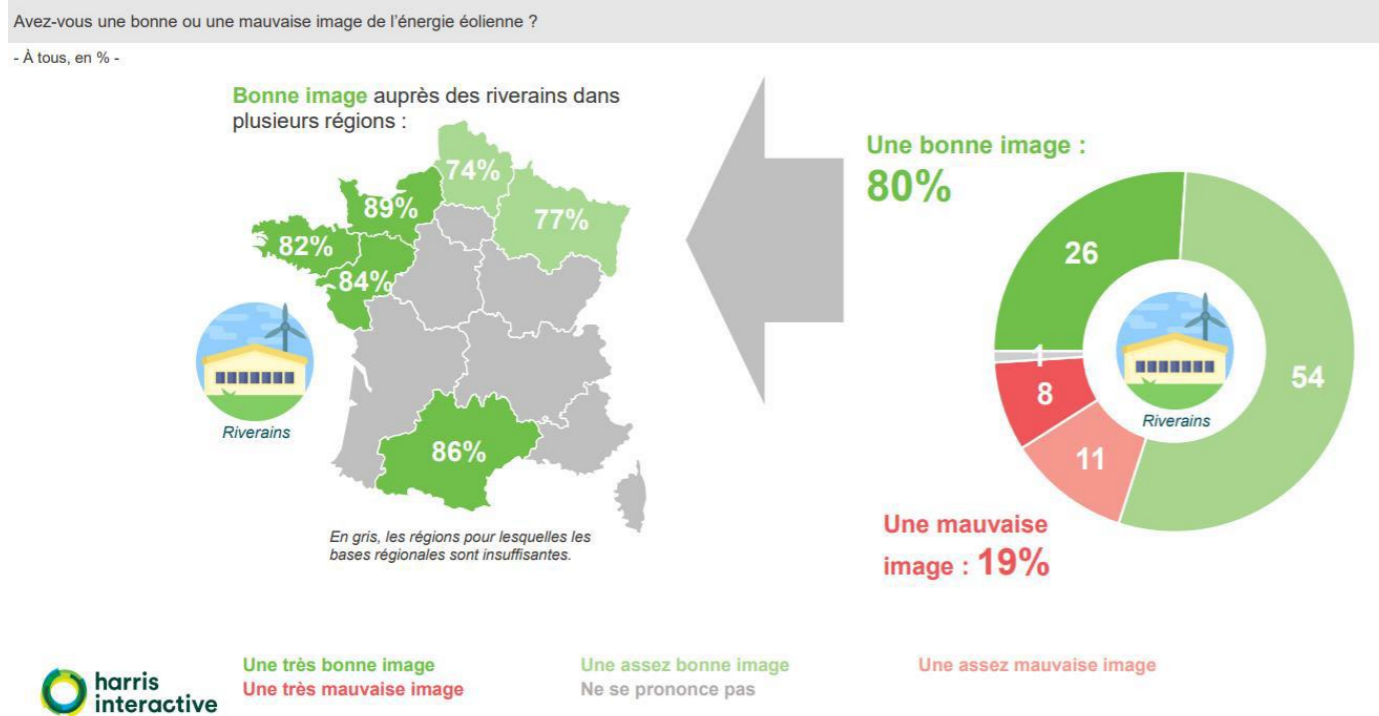 Avez-vous une bonne ou une mauvaise image de l'énergie éolienne ?
- À tous, en % -
Bonne image auprès des riverains dans
plusieurs régions :
74%
89%
77%
82%
84%
86%
Riverains
En gris, les régions pour lesquelles les
bases régionales sont insuffisantes.
Une bonne image :
80%
26
54
1
8
11
Riverains
Une mauvaise
image : 19%
harris
interactive
Une très bonne image
Une très mauvaise image
Une assez bonne image
Ne se prononce pas
Une assez mauvaise image